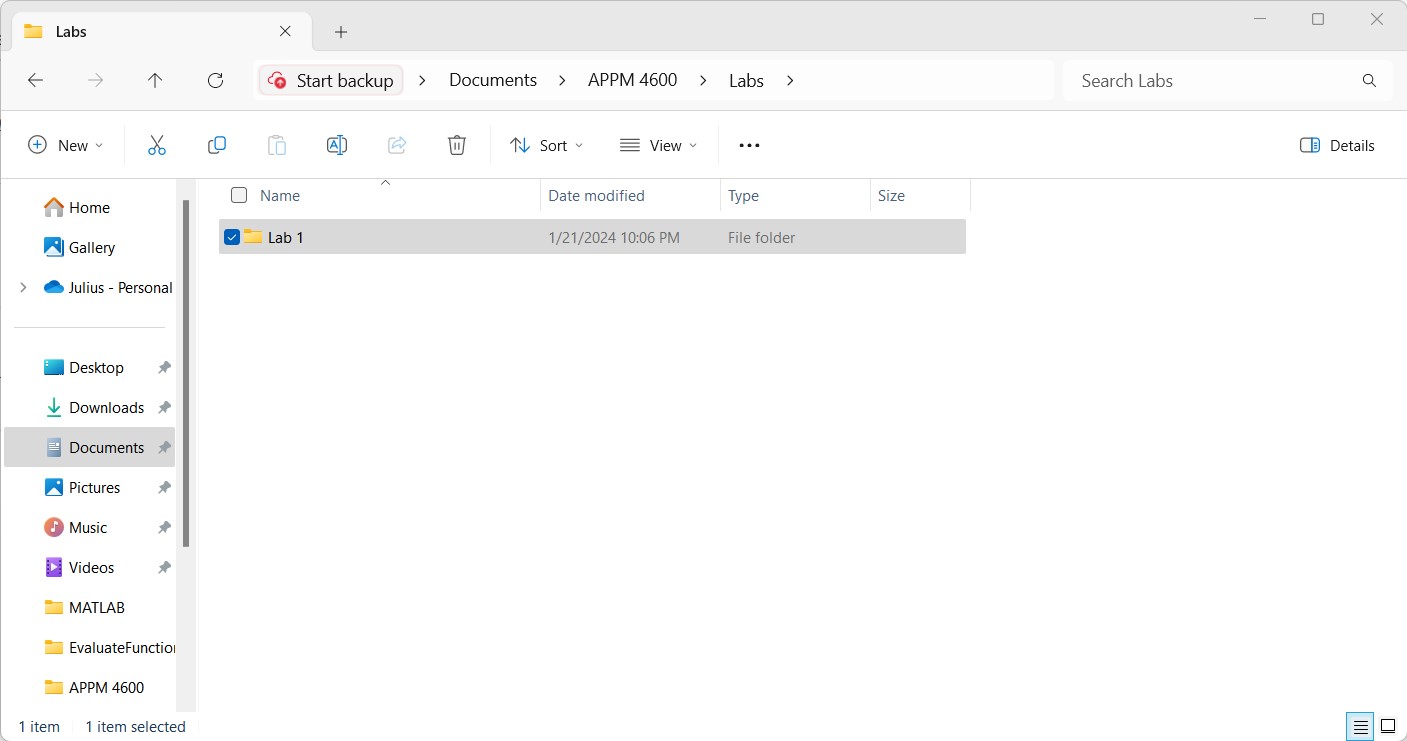 Labs
Start backup Documents APPM 4600 Labs Search Labs
New Sort View Details
Name Date modified Type Size
Lab 1 1/21/2024 10:06 PM File folder
Home
Gallery
Julius - Personal
Desktop
Downloads
Documents
Pictures
Music
Videos
MATLAB
EvaluateFunction
APPM 4600
1 item 1 item selected